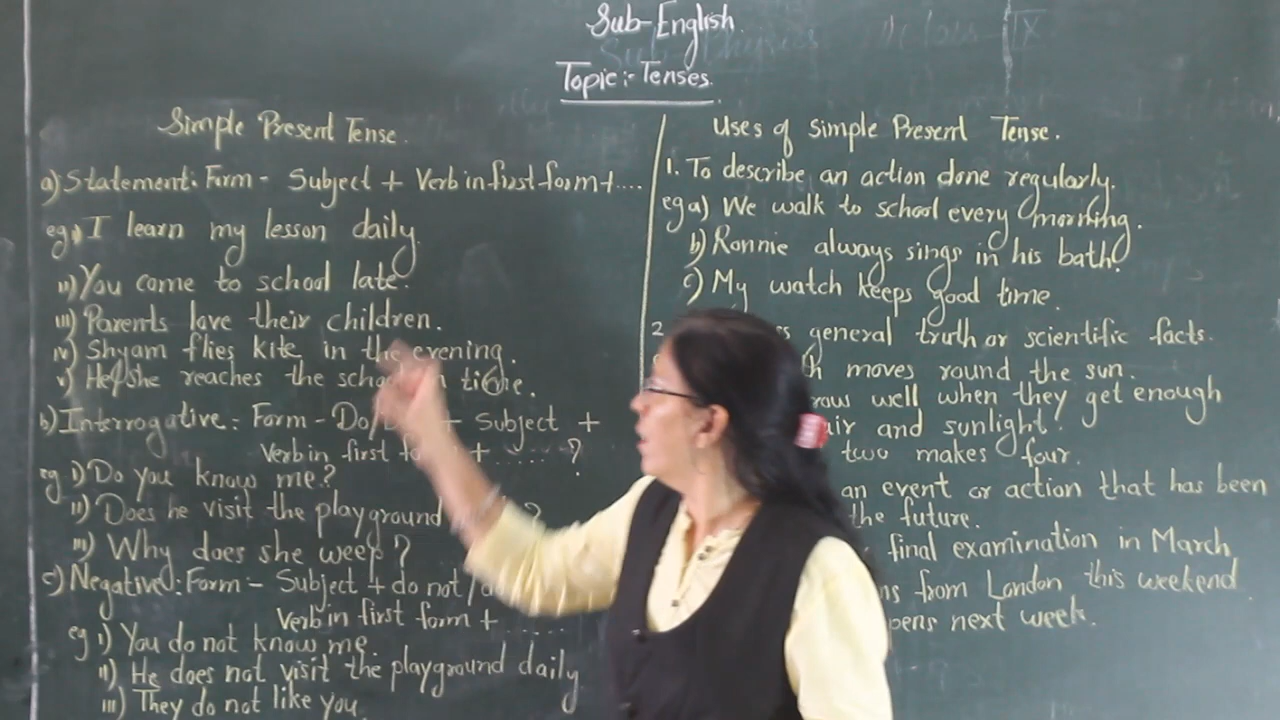 Sub-English.
Topic:- Tenses.
Simple Present Tense.
a) Statement: Form - Subject + Verb in first form + ....
eg i) I learn my lesson daily.
ii) You come to school late.
iii) Parents love their children.
iv) Shyam flies kite in the evening.
v) He/she reaches the time.
b) Interrogative: Form - Do/ + Subject +
Verb in first + ...... ?
eg i) Do you know me?
ii) Does he visit the playground ?
iii) Why does she weep?
c) Negative: Form :- Subject + do not/
Verb in first form + ......
eg i) You do not know me.
ii) He does not visit the playground daily
iii) They do not like you.
Uses of Simple Present Tense.
1. To describe an action done regularly.
eg a) We walk to school every morning.
b) Ronnie always sings in his bath.
c) My watch keeps good time.
2 general truth or scientific facts.
moves round the sun.
well when they get enough
and sunlight.
two makes four.
an event or action that has been
the future.
final examination in March,
from London this weekend.
next week.